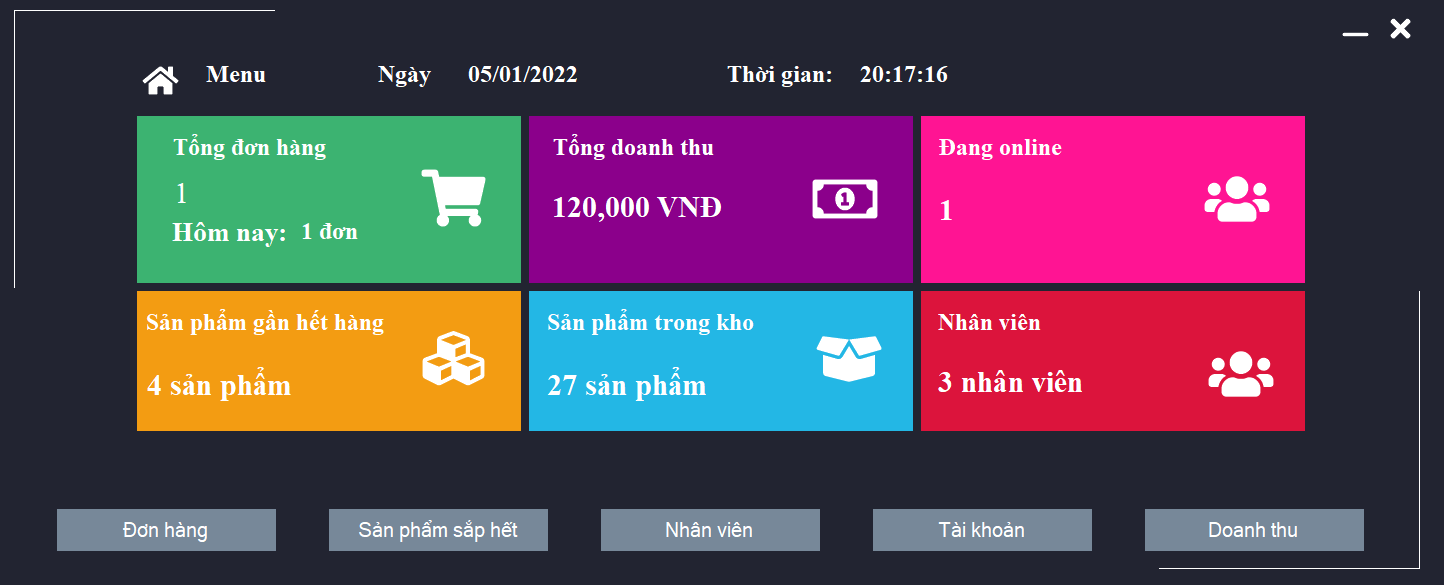 Menu Ngày 05/01/2022 Thời gian: 20:17:16
Tổng đơn hàng
1
Hôm nay: 1 đơn
Tổng doanh thu
120,000 VNĐ
1
Đang online
1
Sản phẩm gần hết hàng
4 sản phẩm
Sản phẩm trong kho
27 sản phẩm
Nhân viên
3 nhân viên
Đơn hàng
Sản phẩm sắp hết
Nhân viên
Tài khoản
Doanh thu